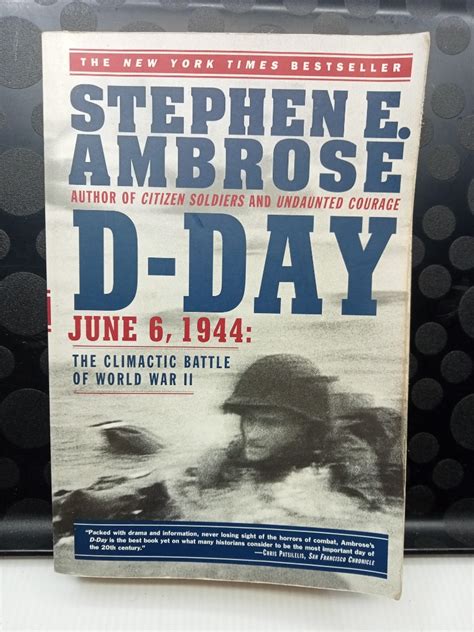 THE NEW YORK TIMES BESTSELLER
STEPHEN E.
AMBROSE
AUTHOR OF CITIZEN SOLDIERS AND UNDAUNTED COURAGE
D-DAY
JUNE 6, 1944:
THE CLIMACTIC BATTLE
OF WORLD WAR II
"Packed with drama and information, never losing sight of the horrors of combat, Ambrose's
D-Day is the best book yet on what many historians consider to be the most important day of
the 20th century."
—CHRIS PATSILELIS, SAN FRANCISCO CHRONICLE